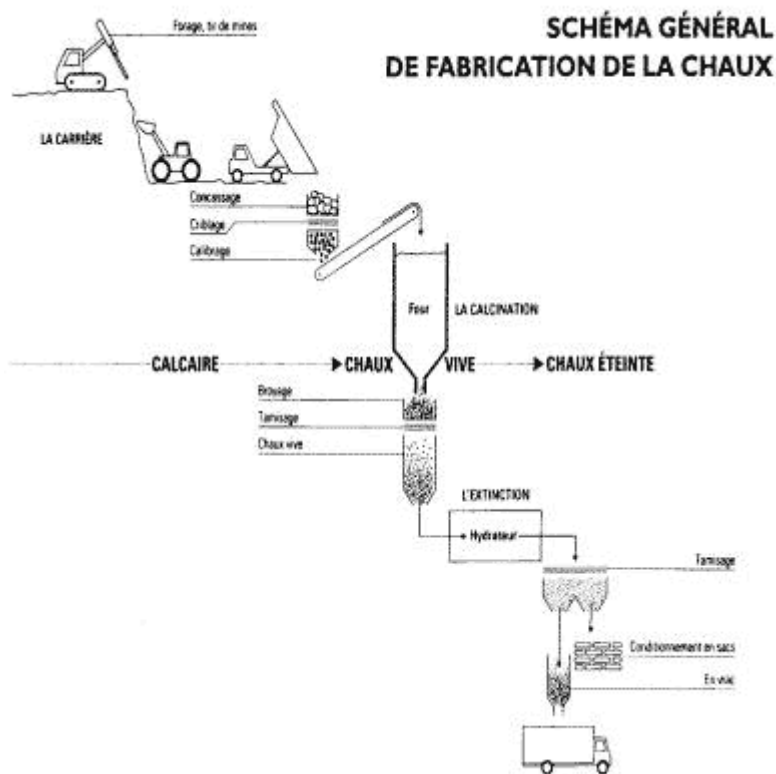 SCHÉMA GÉNÉRAL
DE FABRICATION DE LA CHAUX
Forage, tir de mines
LA CARRIÈRE
Concassage
Criblage
Calibrage
Four
LA CALCINATION
CALCAIRE CHAUX VIVE CHAUX ÉTEINTE
Broyage
Tamisage
Chaux vive
L'EXTINCTION
Hydrateur
Tamisage
Conditionnement en sacs
En vrac